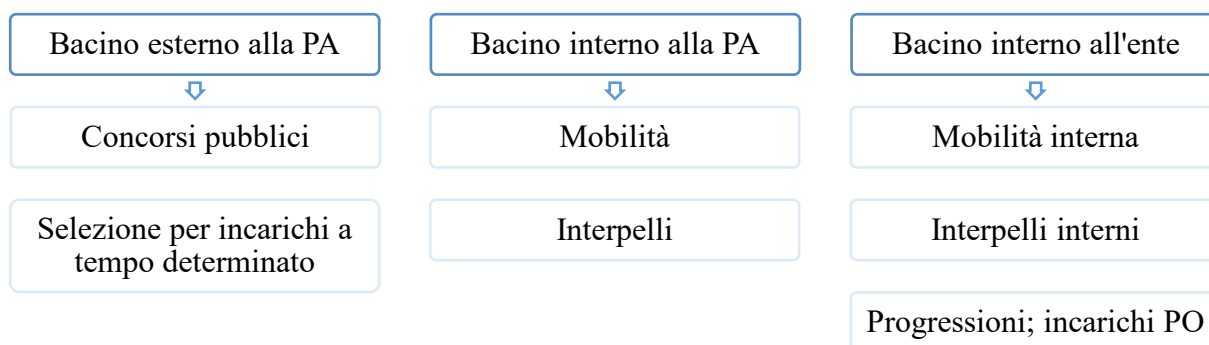 Bacino esterno alla PA
Concorsi pubblici
Selezione per incarichi a
tempo determinato
Bacino interno alla PA
Mobilità
Interpelli
Bacino interno all'ente
Mobilità interna
Interpelli interni
Progressioni; incarichi PO